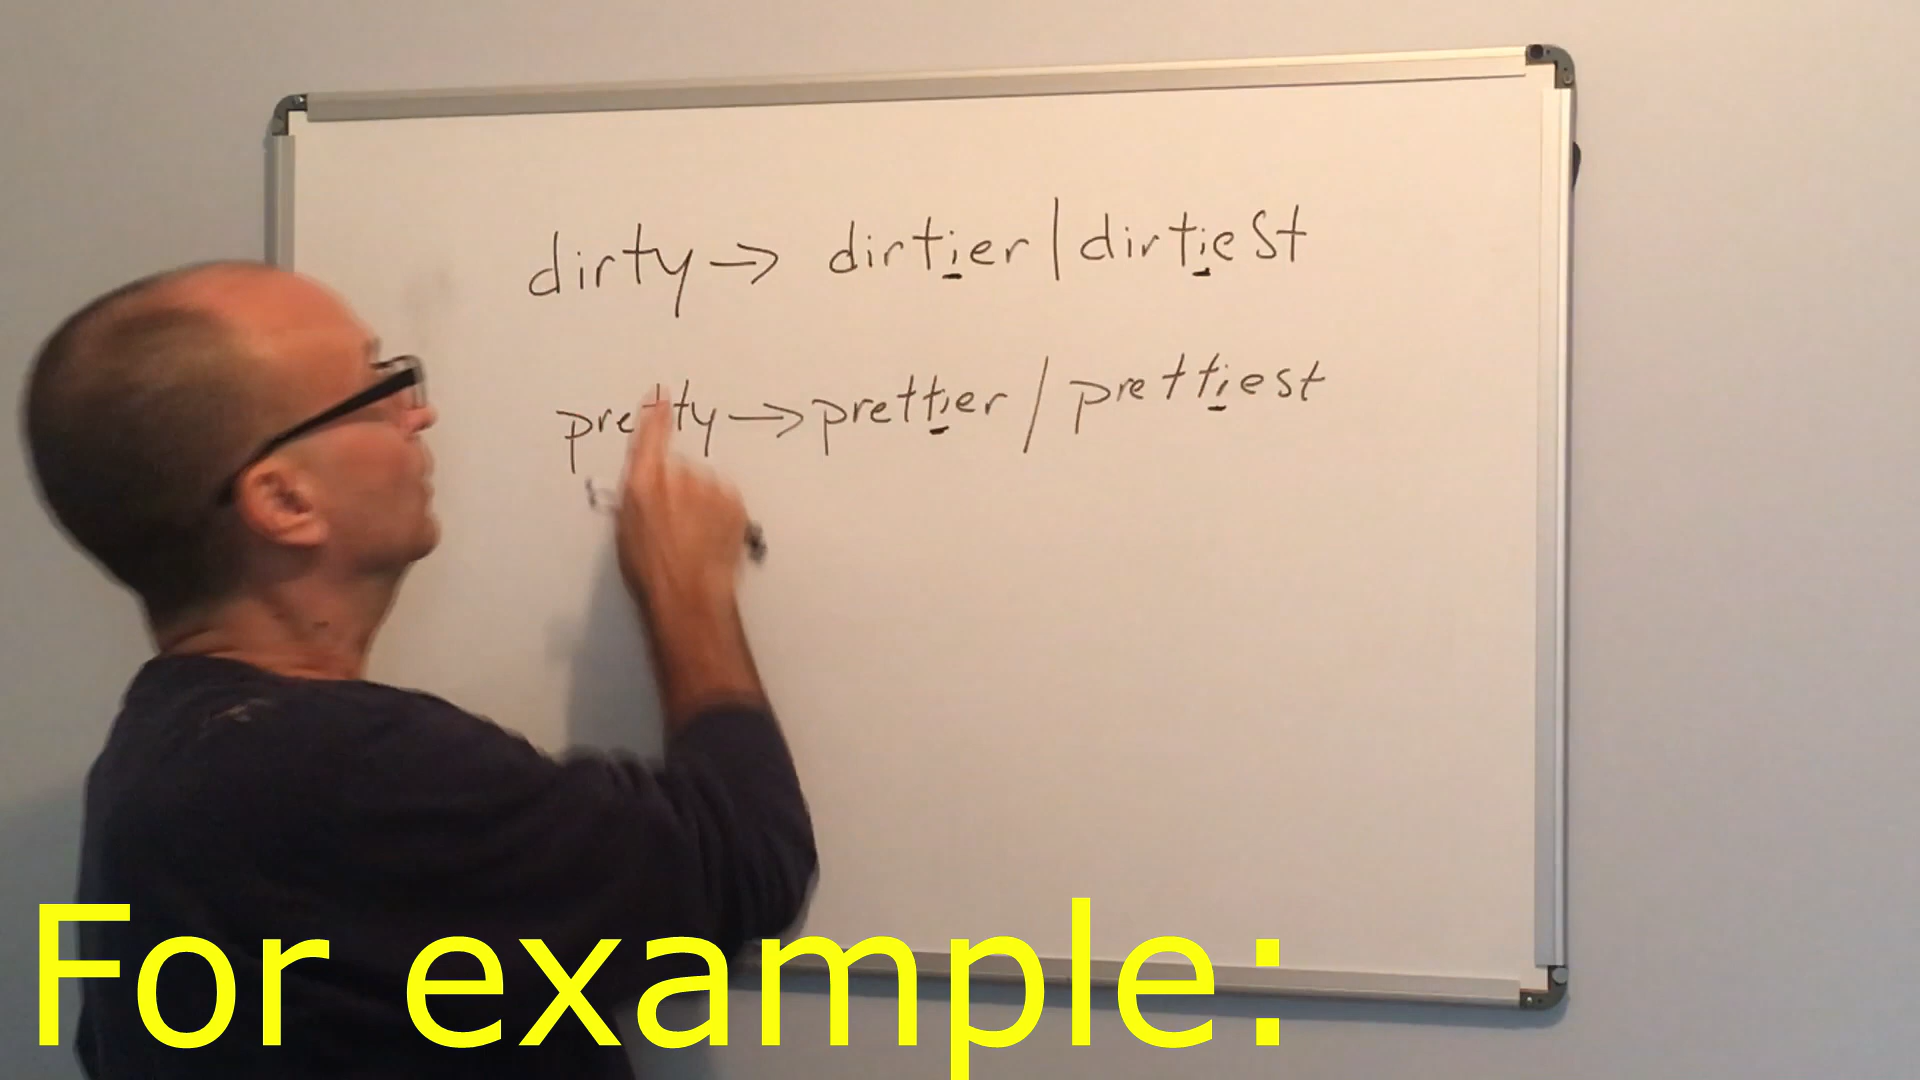 dirty → dirtier | dirtiest
pretty → prettier / prettiest
For example: